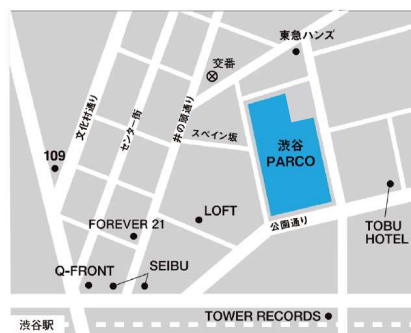 東急ハンズ
交番
文化村通り
センター街
井の頭通り
スペイン坂
渋谷
PARCO
109
LOFT
公園通り
FOREVER 21
TOBU
HOTEL
Q-FRONT
SEIBU
TOWER RECORDS
渋谷駅